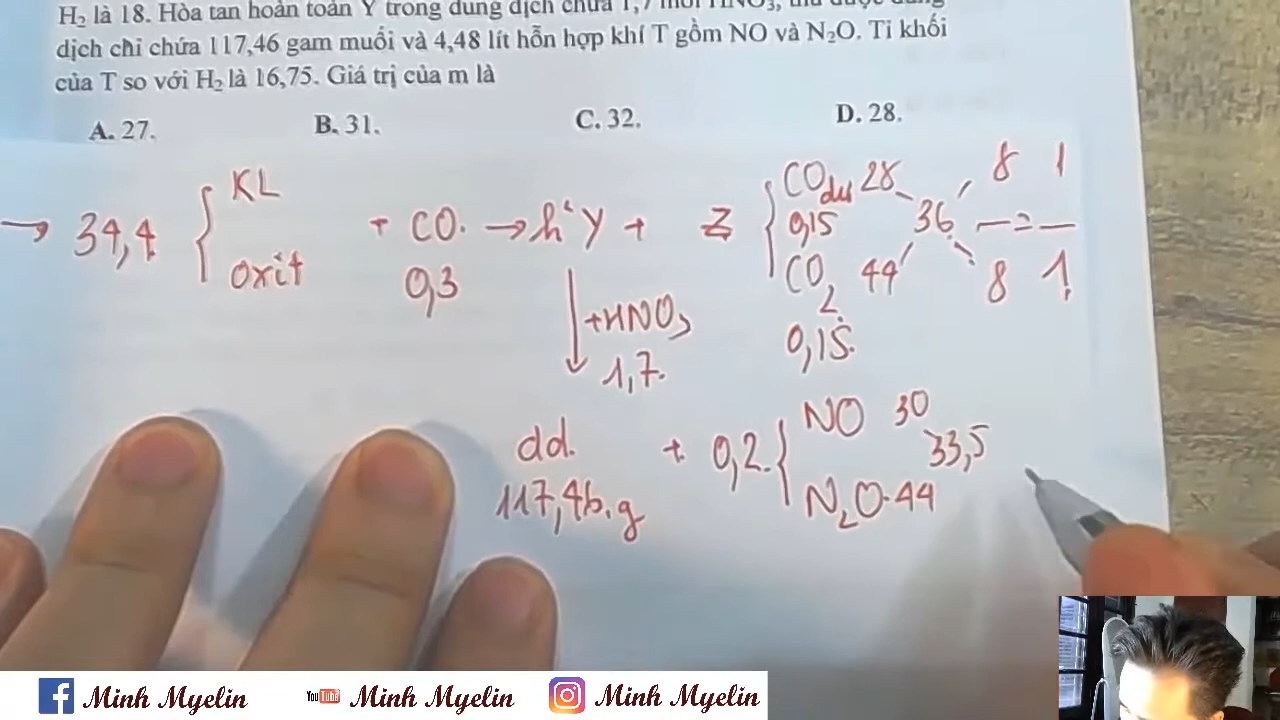 H₂ là 18. Hòa tan hoàn toàn Y trong dung dịch chứa 1,7 mol HNO₃, thu được dung
dịch chỉ chứa 117,46 gam muối và 4,48 lít hỗn hợp khí T gồm NO và N₂O. Tỉ khối
của T so với H₂ là 16,75. Giá trị của m là
A. 27. B. 31. C. 32. D. 28.
→ 34,4 { KL oxit + CO → h² Y + Z { CO dư 28 0,15 CO₂ 44 0,15 36 8/8 = 1/1
0,3
+HNO₃
1,7.
dd. + 0,2. { NO 30 N₂O 44 33,5
117,46.g
Minh Myelin YouTube Minh Myelin Minh Myelin